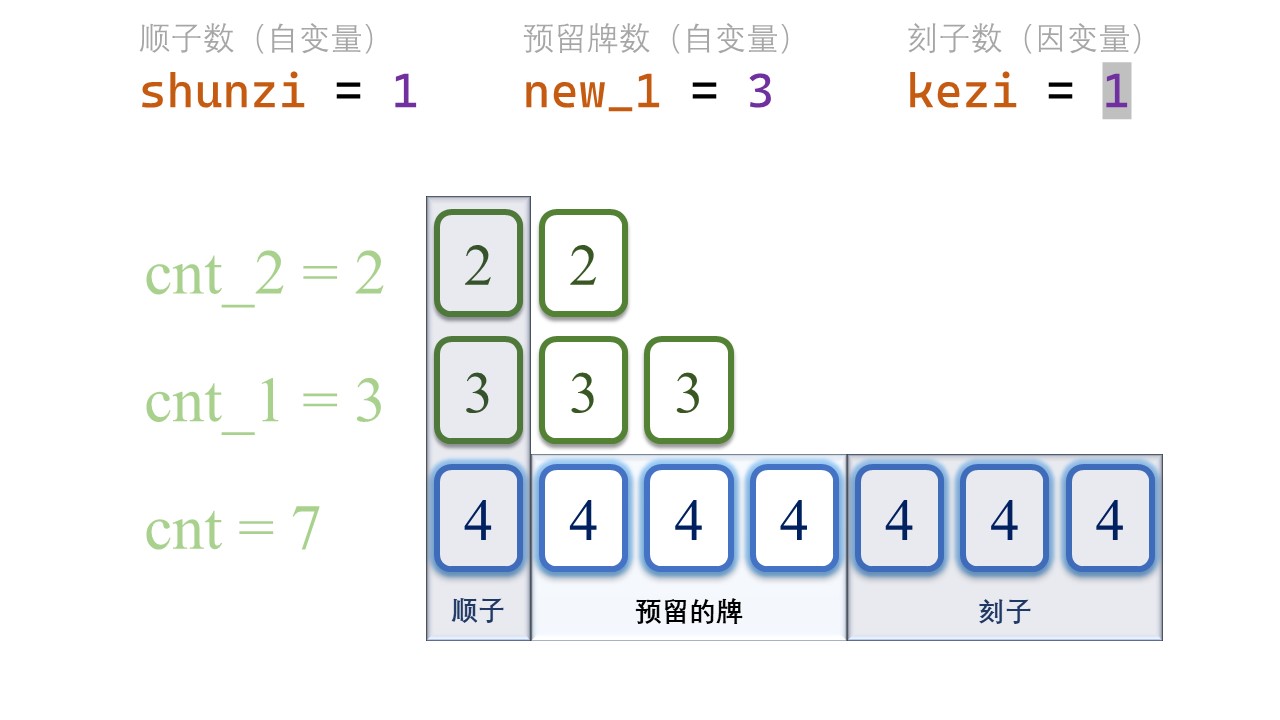 顺子数（自变量） 预留牌数（自变量） 刻子数（因变量）
shunzi = 1 new_1 = 3 kezi = 1
cnt_2 = 2 2 2
cnt_1 = 3 3 3 3
cnt = 7 4 4 4 4 4 4 4
顺子 预留的牌 刻子